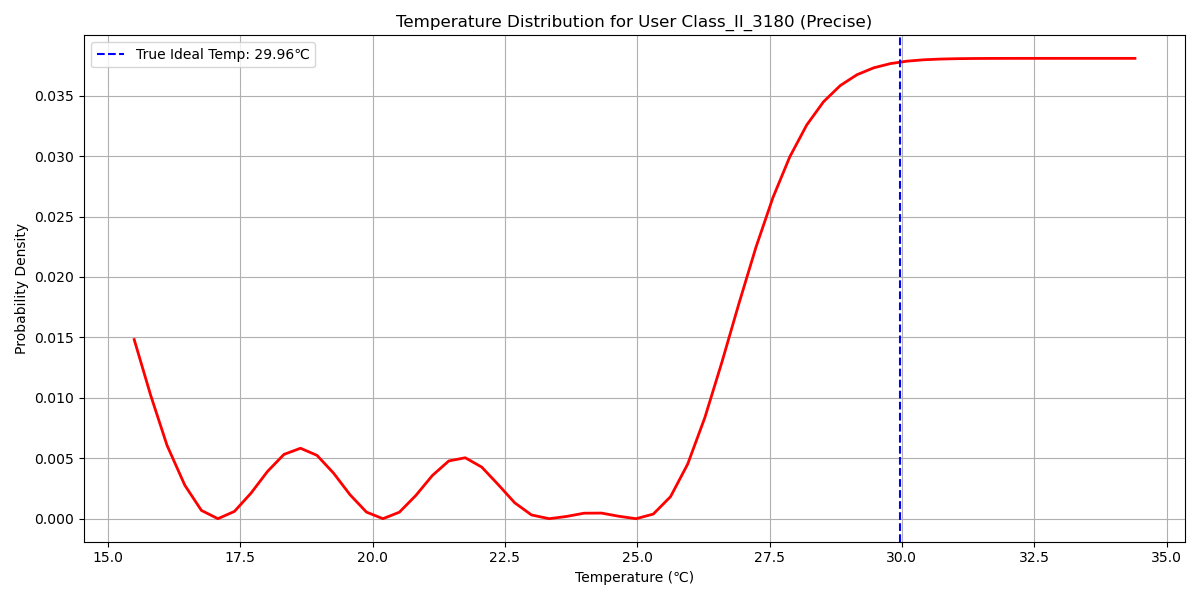 Temperature Distribution for User Class_II_3180 (Precise)
True Ideal Temp: 29.96℃
Probability Density
0.035
0.030
0.025
0.020
0.015
0.010
0.005
0.000
15.0 17.5 20.0 22.5 25.0 27.5 30.0 32.5 35.0
Temperature (℃)